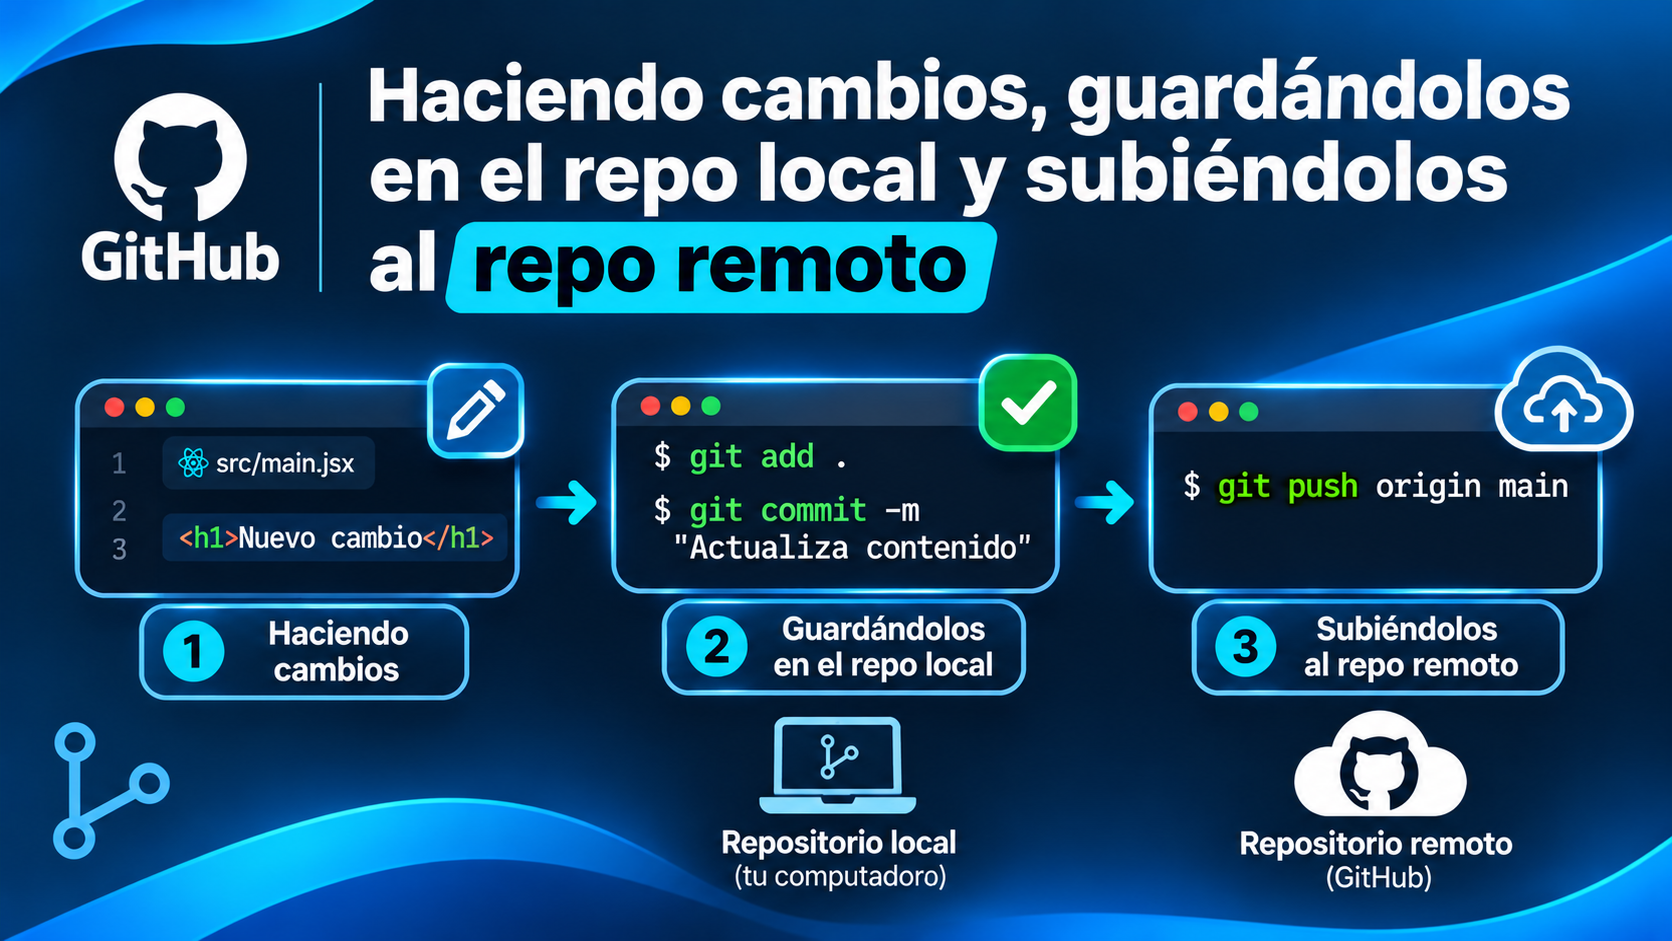 GitHub
Haciendo cambios, guardándolos
en el repo local y subiéndolos
al repo remoto
1 src/main.jsx
2
3 <h1>Nuevo cambio</h1>
$ git add .
$ git commit -m
"Actualiza contenido"
$ git push origin main
1 Haciendo
cambios
2 Guardándolos
en el repo local
3 Subiéndolos
al repo remoto
Repositorio local
(tu computadoro)
Repositorio remoto
(GitHub)